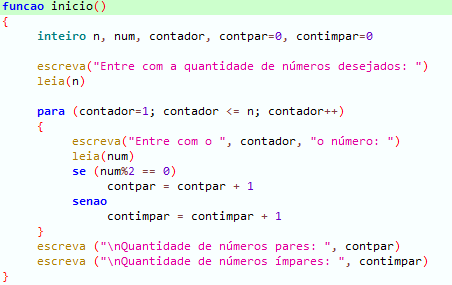 funcao inicio()
{
inteiro n, num, contador, contpar=0, contimpar=0
escreva("Entre com a quantidade de números desejados: ")
leia(n)
para (contador=1; contador <= n; contador++)
{
escreva("Entre com o ", contador, "o número: ")
leia(num)
se (num%2 == 0)
contpar = contpar + 1
senao
contimpar = contimpar + 1
}
escreva ("\nQuantidade de números pares: ", contpar)
escreva ("\nQuantidade de números ímpares: ", contimpar)
}